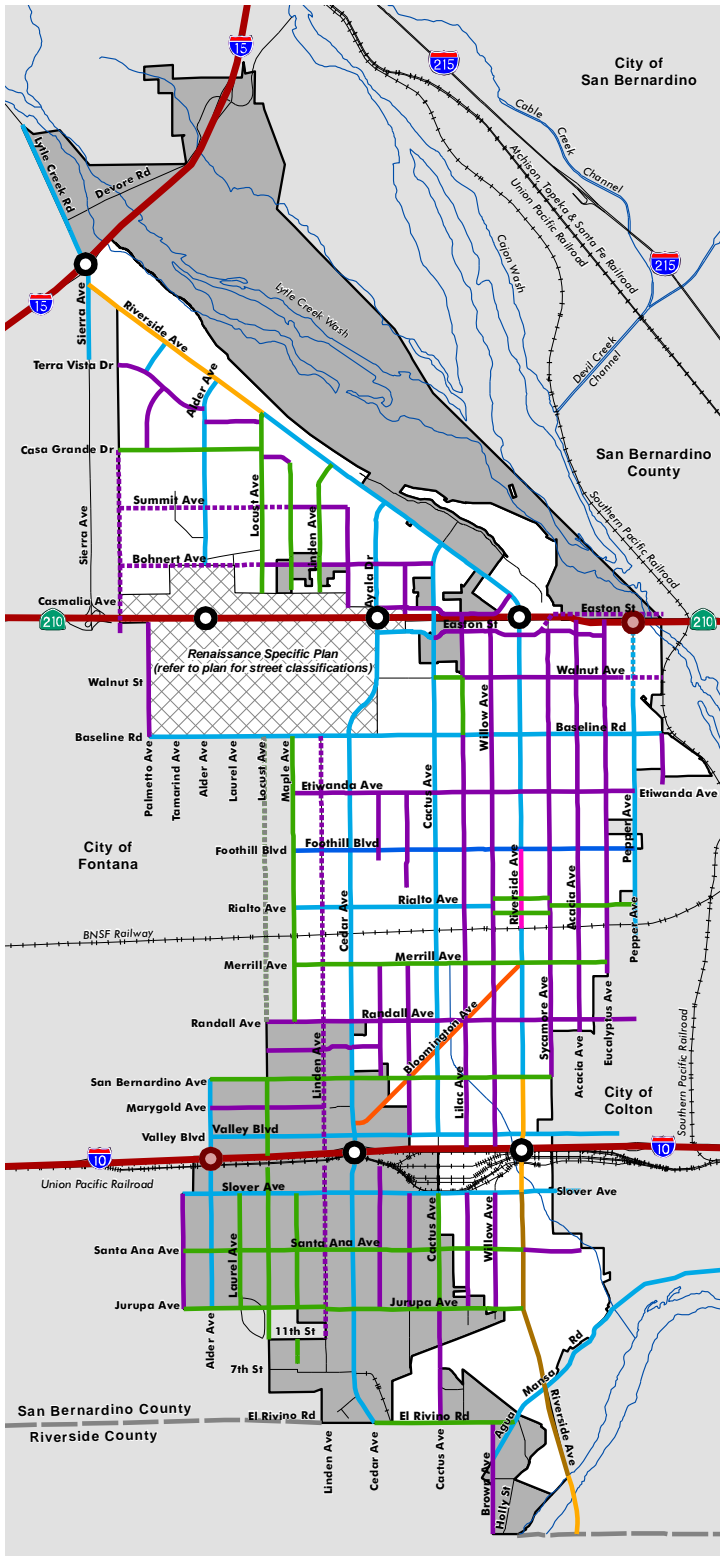 15
215
City of
San Bernardino
Cable
Creek
Channel
Lytle Creek Rd
Devore Rd
Atchison, Topeka & Santa Fe Railroad
Union Pacific Railroad
Cajon Wash
215
15
Sierra Ave
Lytle Creek Wash
Riverside Ave
Devil Creek
Channel
Terra Vista Dr
Alder Ave
Casa Grande Dr
San Bernardino
County
Summit Ave
Locust Ave
Linden Ave
Sierra Ave
Southern Pacific Railroad
Bohnert Ave
Ayala Dr
Casmalia Ave
210
Easton St
Easton St
210
Renaissance Specific Plan
(refer to plan for street classifications)
Walnut St
Walnut Ave
Willow Ave
Baseline Rd
Baseline Rd
Palmetto Ave
Tamarind Ave
Alder Ave
Laurel Ave
Locust Ave
Maple Ave
Cactus Ave
Etiwanda Ave
Etiwanda Ave
City of
Fontana
Foothill Blvd
Foothill Blvd
Pepper Ave
Riverside Ave
Acacia Ave
Rialto Ave
Rialto Ave
Cedar Ave
Pepper Ave
BNSF Railway
Merrill Ave
Merrill Ave
Randall Ave
Randall Ave
Bloomington Ave
Sycamore Ave
Eucalyptus Ave
Acacia Ave
Southern Pacific Railroad
Linden Ave
San Bernardino Ave
Lilac Ave
City of
Colton
Marygold Ave
Valley Blvd
Valley Blvd
10
10
Union Pacific Railroad
Slover Ave
Slover Ave
Santa Ana Ave
Santa Ana Ave
Laurel Ave
Cactus Ave
Willow Ave
Jurupa Ave
Jurupa Ave
Alder Ave
11th St
7th St
Agua
Mansa
Rd
Riverside Ave
San Bernardino County
Riverside County
El Rivino Rd
El Rivino Rd
Linden Ave
Cedar Ave
Cactus Ave
Brown Ave
Holly St